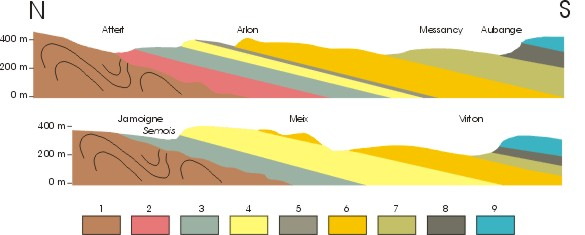 N S
Attert Arlon Messancy Aubange
400 m
200 m
0 m
Jamoigne Meix Virton
Semois
400 m
200 m
0 m
1 2 3 4 5 6 7 8 9